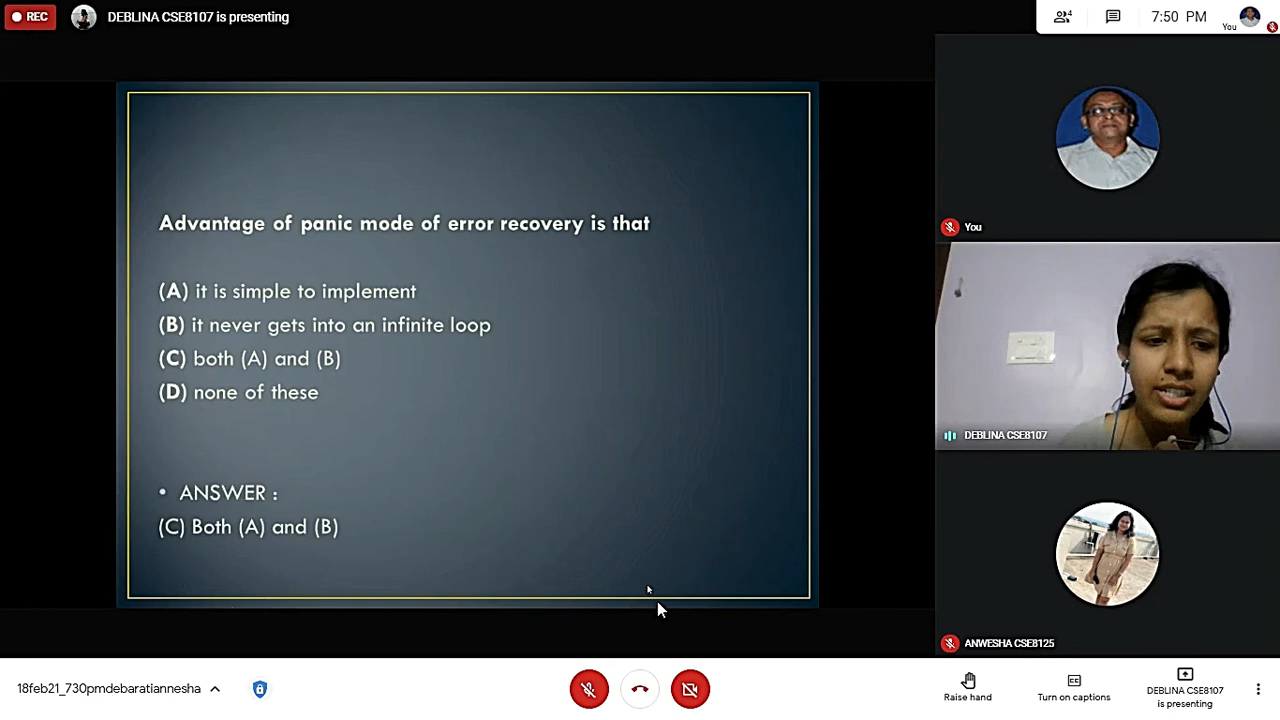 REC
DEBLINA CSE8107 is presenting
4
7:50 PM
You
Advantage of panic mode of error recovery is that
(A) it is simple to implement
(B) it never gets into an infinite loop
(C) both (A) and (B)
(D) none of these
• ANSWER :
(C) Both (A) and (B)
You
DEBLINA CSE8107
ANWESHA CSE8125
18feb21_730pmdebaratiannesha
Raise hand
CC
Turn on captions
DEBLINA CSE8107
is presenting